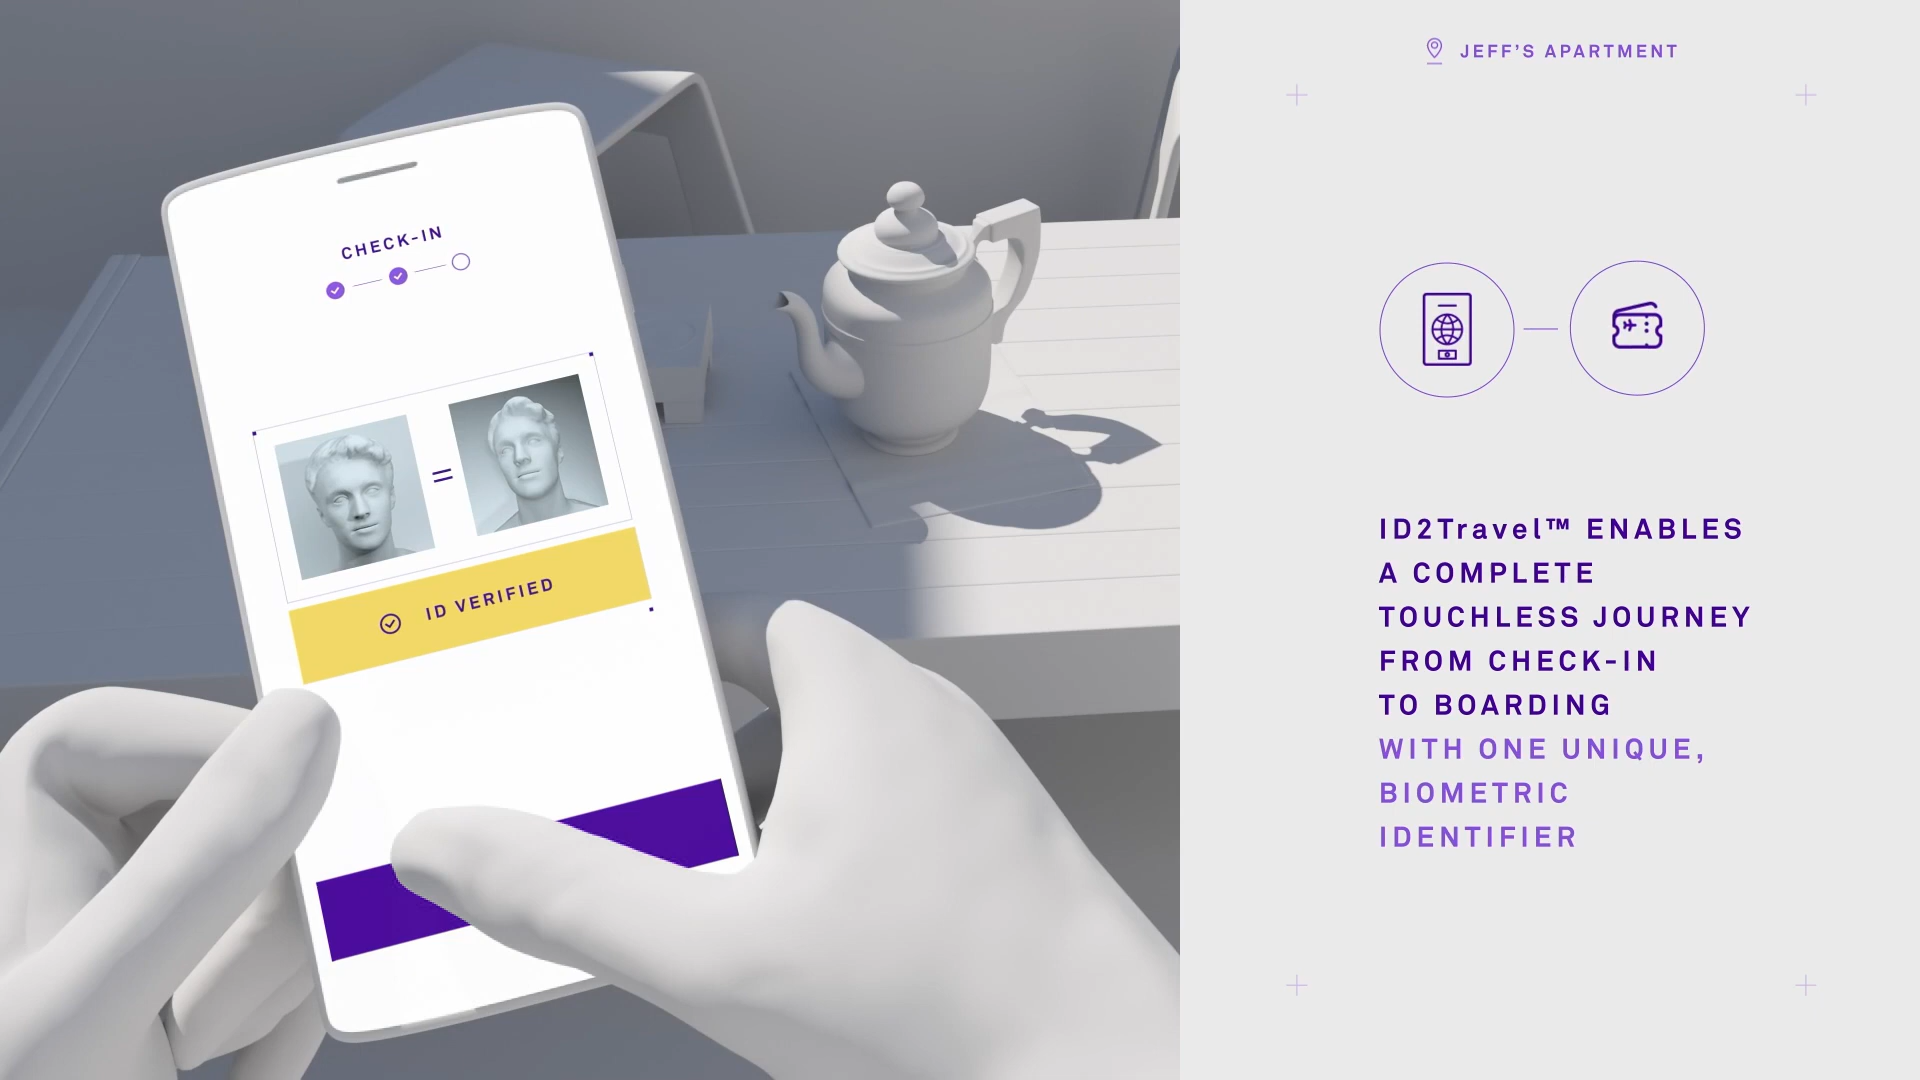 CHECK-IN
=
ID VERIFIED
JEFF'S APARTMENT
ID2Travel™ ENABLES
A COMPLETE
TOUCHLESS JOURNEY
FROM CHECK-IN
TO BOARDING
WITH ONE UNIQUE,
BIOMETRIC
IDENTIFIER